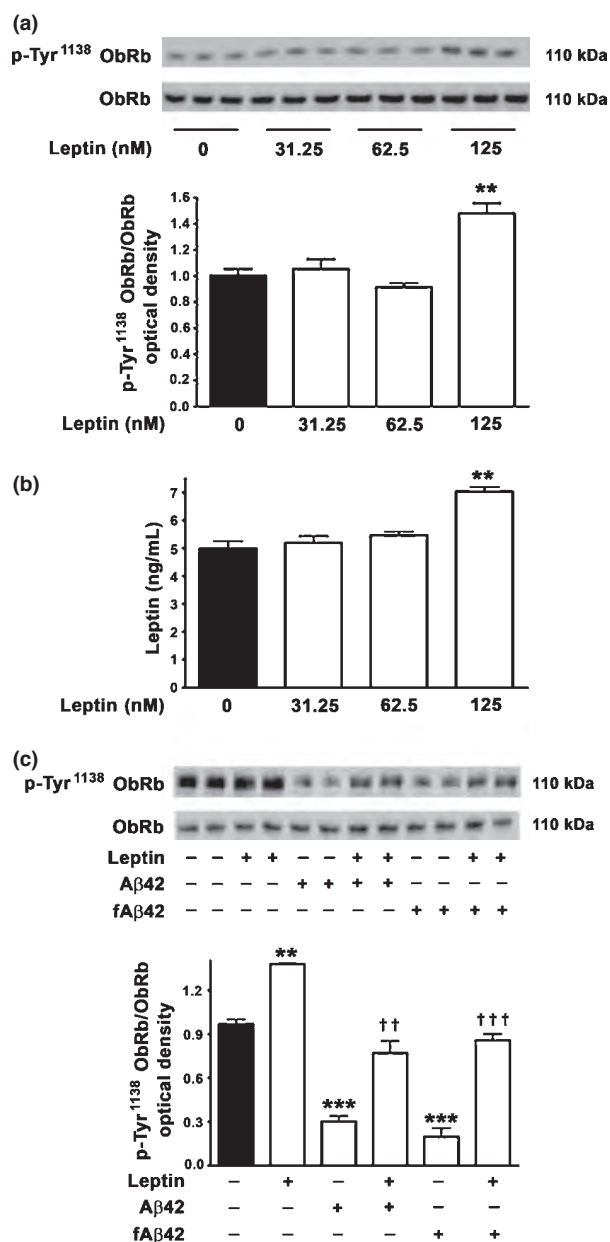 (a)
p-Tyr1138 ObRb 110 kDa
ObRb 110 kDa
Leptin (nM) 0 31.25 62.5 125
p-Tyr1138 ObRb/ObRb
optical density
1.6
1.4
1.2
1.0
0.8
0.6
0.4
0.2
0.0
**
Leptin (nM) 0 31.25 62.5 125
(b)
Leptin (ng/mL)
7
6
5
4
3
2
1
0
**
Leptin (nM) 0 31.25 62.5 125
(c)
p-Tyr1138 ObRb 110 kDa
ObRb 110 kDa
Leptin – – + + – – + + – – + +
Aβ42 – – – – + + + + – – – –
fAβ42 – – – – – – – – + + + +
p-Tyr1138 ObRb/ObRb
optical density
1.2
0.9
0.6
0.3
0.0
** *** †† *** †††
Leptin – + – + – +
Aβ42 – – + + – –
fAβ42 – – – – + +